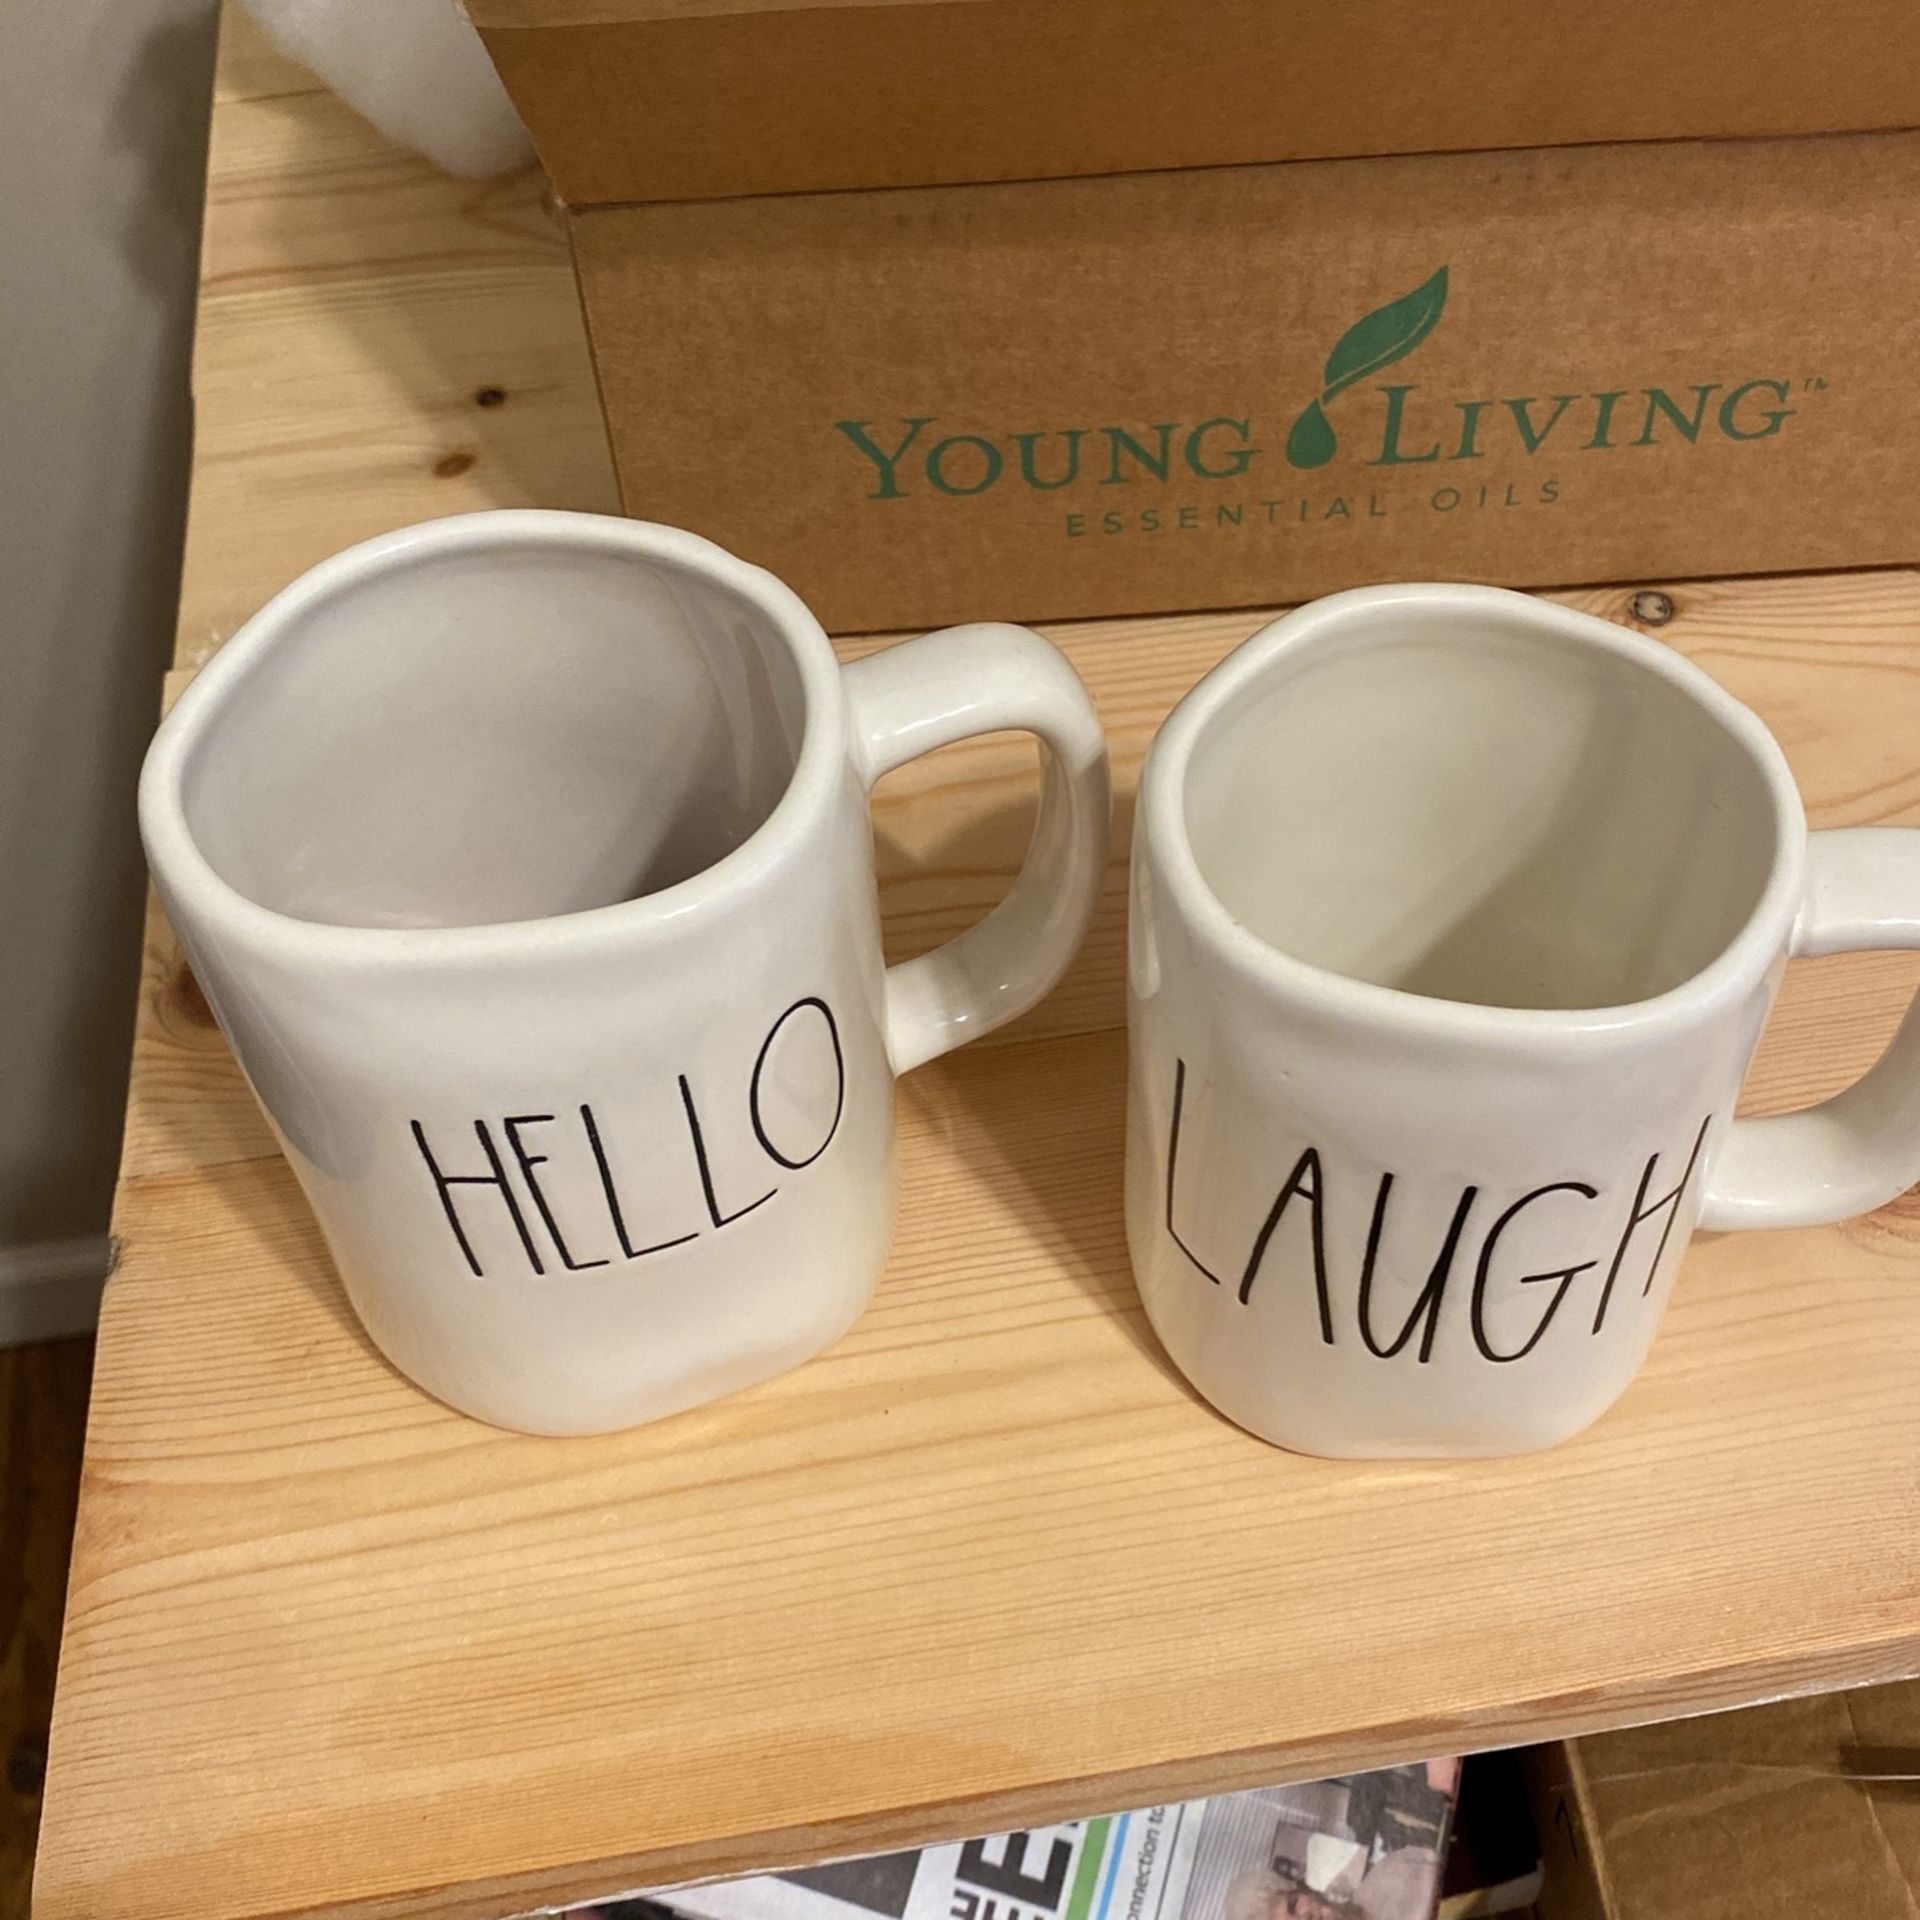 YOUNG LIVING™
ESSENTIAL OILS
HELLO
LAUGH